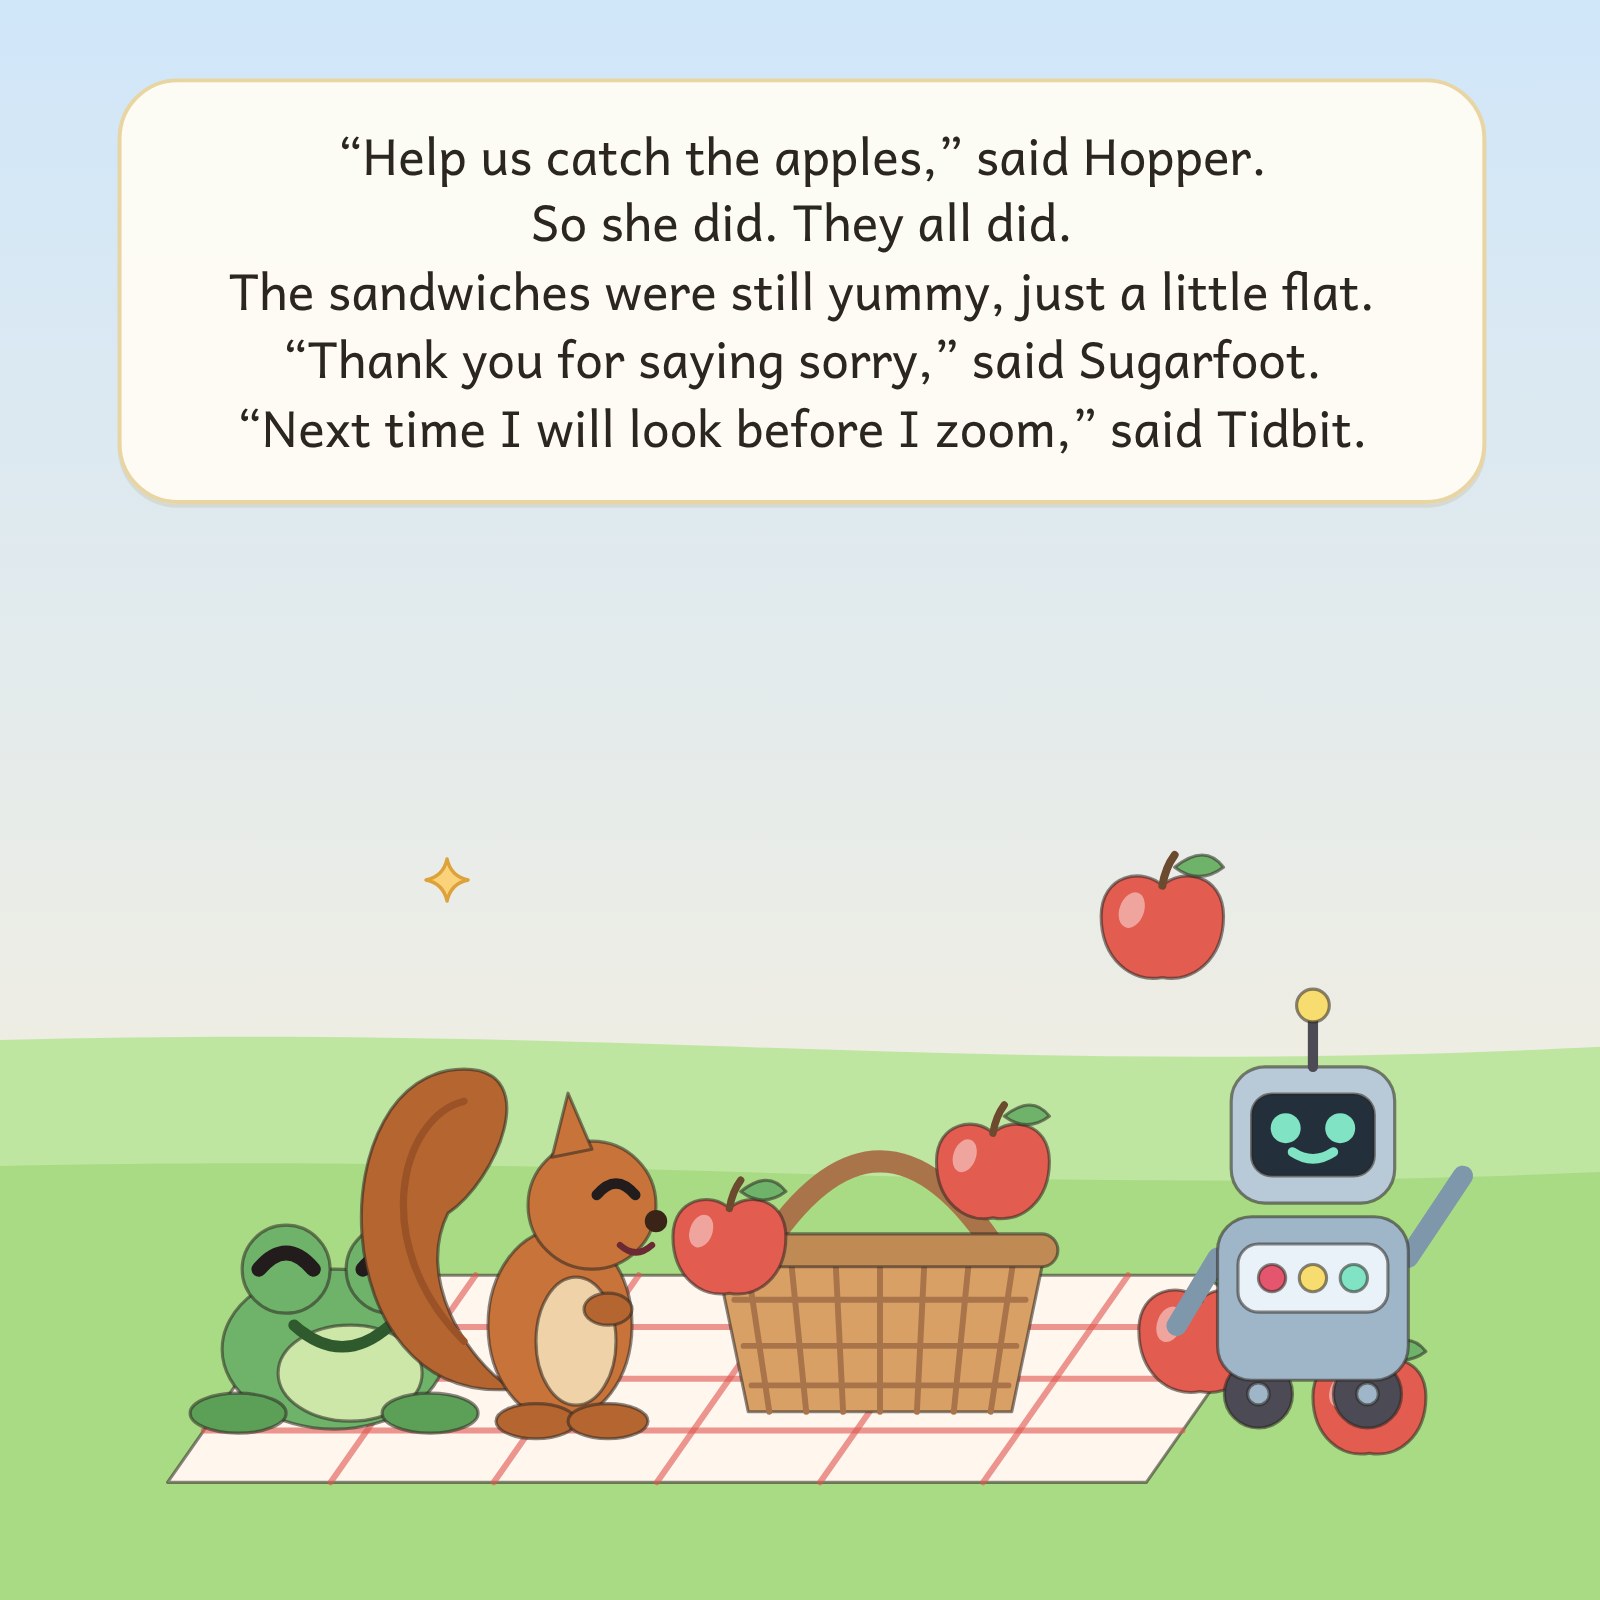 “Help us catch the apples,” said Hopper.
So she did. They all did.
The sandwiches were still yummy, just a little flat.
“Thank you for saying sorry,” said Sugarfoot.
“Next time I will look before I zoom,” said Tidbit.